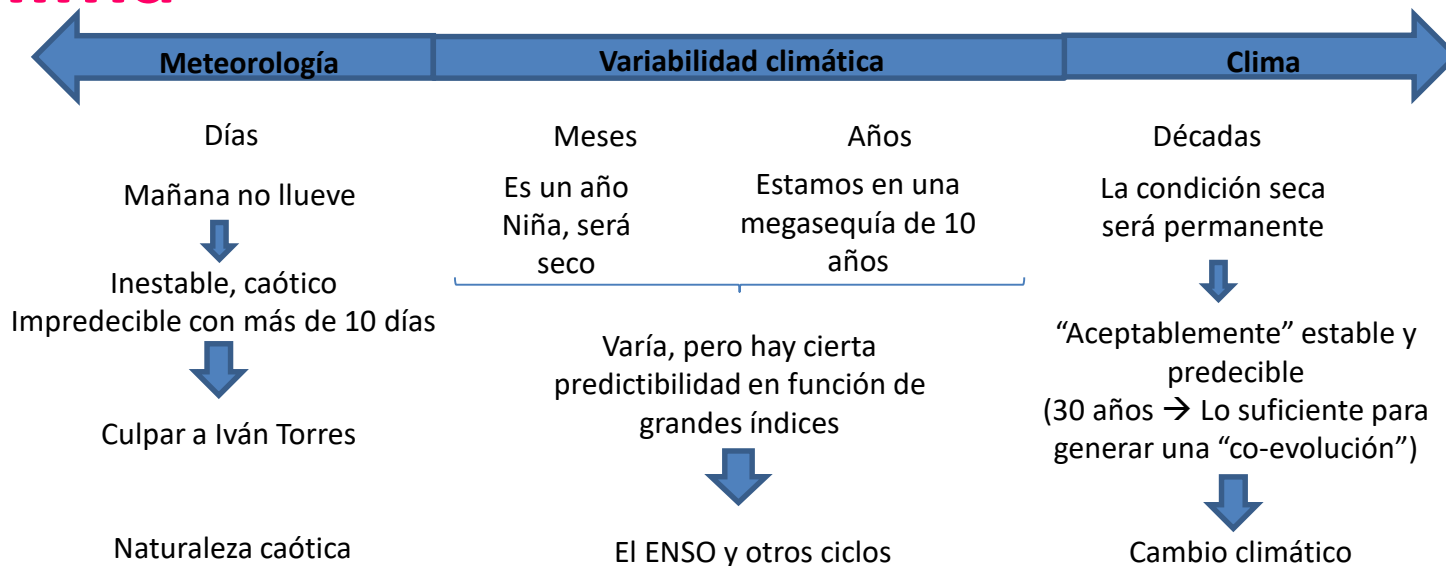 Meteorología
Variabilidad climática
Clima
Días
Meses
Años
Décadas
Mañana no llueve
Es un año
Niña, será
seco
Estamos en una
megasequía de 10
años
La condición seca
será permanente
Inestable, caótico
Impredecible con más de 10 días
Varía, pero hay cierta
predictibilidad en función de
grandes índices
“Aceptablemente” estable y
predecible
(30 años → Lo suficiente para
generar una “co-evolución”)
Culpar a Iván Torres
Naturaleza caótica
El ENSO y otros ciclos
Cambio climático